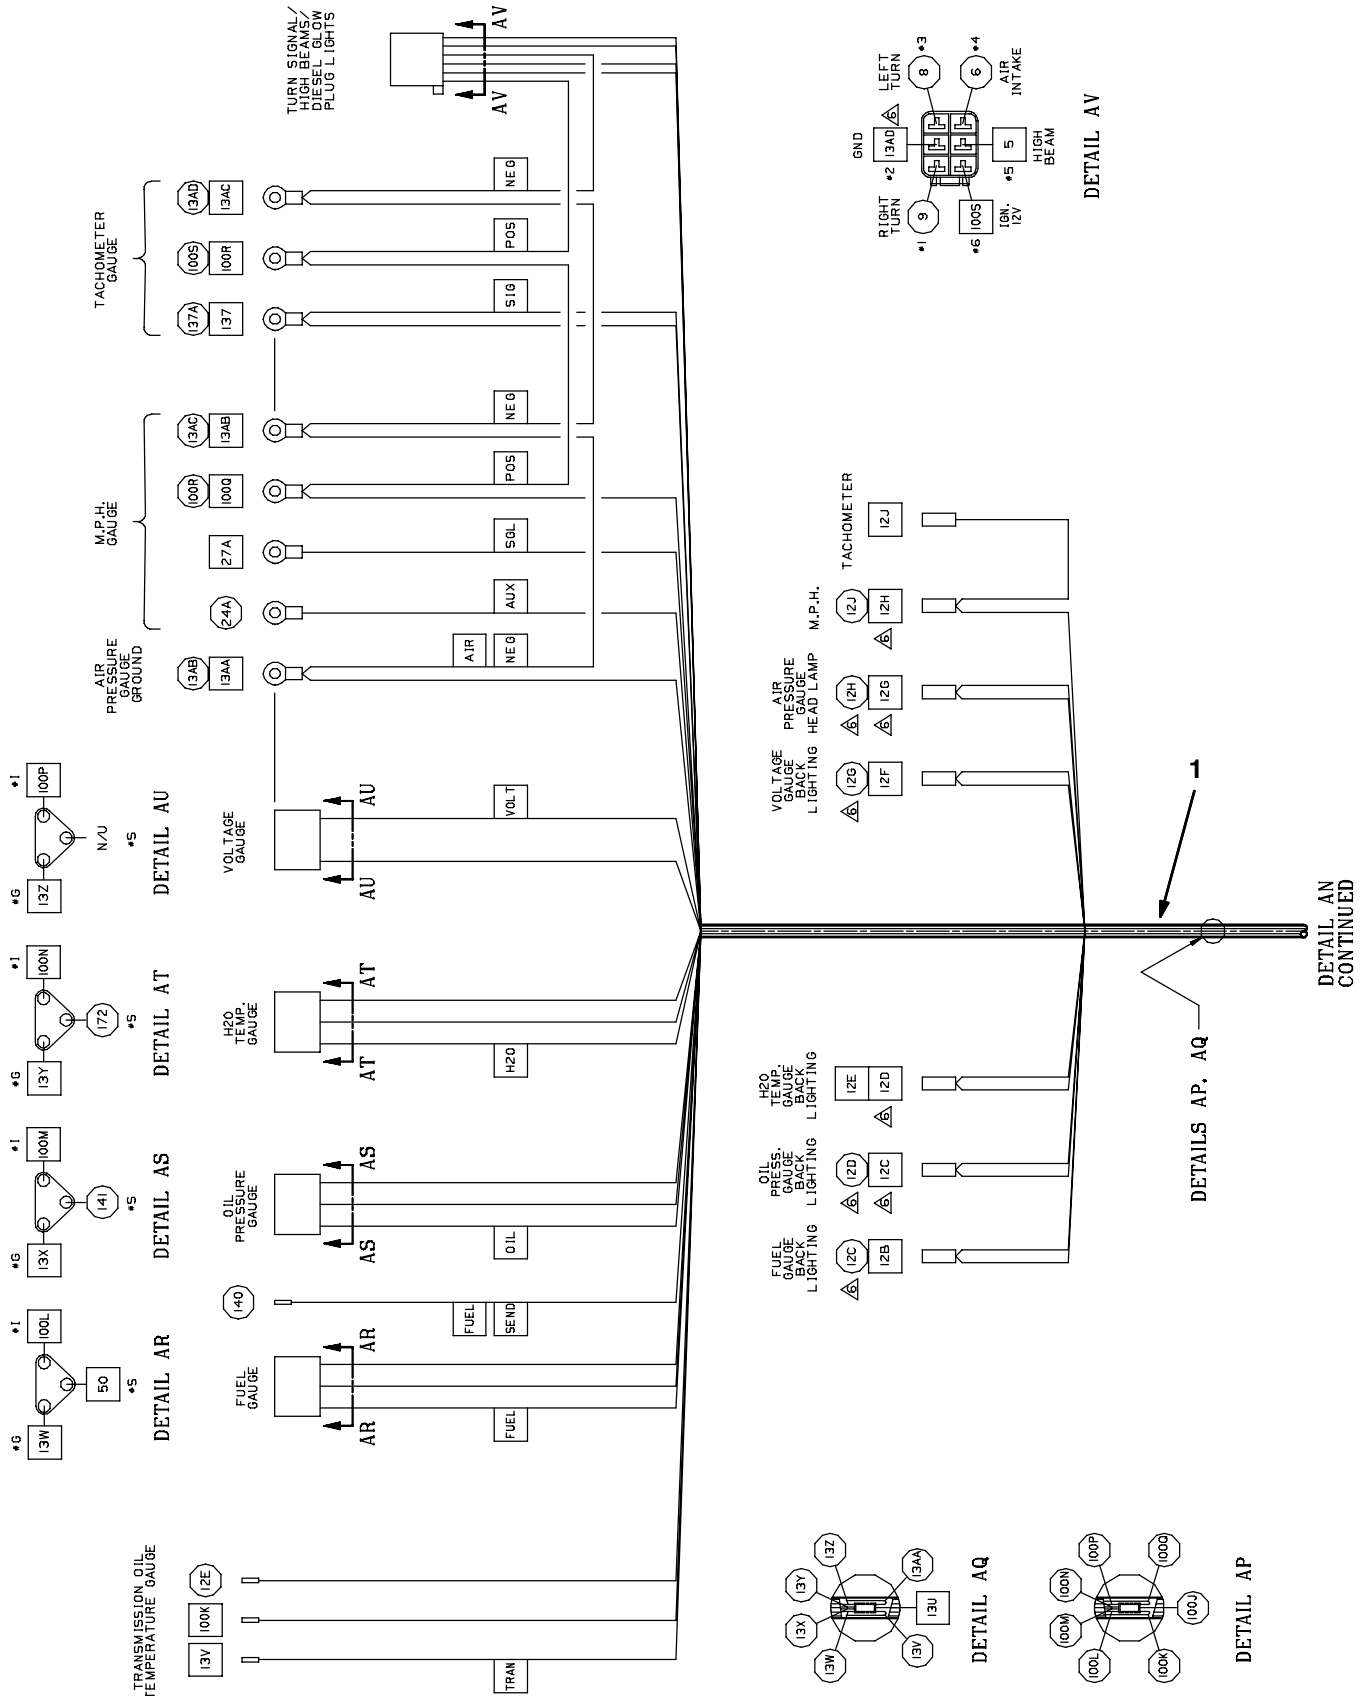 TRANSMISSION OIL
TEMPERATURE GAUGE
13V
100K
12E
TRAN
#G
13W
#I
100L
50
#S
DETAIL AR
FUEL
GAUGE
AR
AR
FUEL
140
FUEL
SEND
#G
13X
#I
100M
141
#S
DETAIL AS
OIL
PRESSURE
GAUGE
AS
AS
OIL
#G
13Y
#I
100N
172
#S
DETAIL AT
H2O
TEMP.
GAUGE
AT
AT
H2O
#G
13Z
#I
100P
N/U
#S
DETAIL AU
VOLTAGE
GAUGE
AU
AU
VOLT
AIR
PRESSURE
GAUGE
GROUND
13AB
13AA
AIR
NEG
M.P.H.
GAUGE
24A
27A
100R
100Q
13AC
13AB
AUX
SGL
POS
NEG
TACHOMETER
GAUGE
137A
137
100S
100R
13AD
13AC
SIG
POS
NEG
TURN SIGNAL/
HIGH BEAMS/
DIESEL GLOW
PLUG LIGHTS
AV
AV
DETAIL AQ
13W
13X
13Y
13Z
13V
13U
13AA
DETAIL AP
100L
100M
100N
100P
100K
100J
100Q
FUEL
GAUGE
BACK
LIGHTING
12C
12B
6
OIL
PRESS.
GAUGE
BACK
LIGHTING
12D
12C
6
6
H2O
TEMP.
GAUGE
BACK
LIGHTING
12E
12D
6
DETAILS AP, AQ
1
DETAIL AN
CONTINUED
VOLTAGE
GAUGE
BACK
LIGHTING
12G
12F
6
AIR
PRESSURE
GAUGE
HEAD LAMP
12H
12G
6
6
M.P.H.
12J
12H
6
TACHOMETER
12J
RIGHT
TURN
#1
9
GND
#2
13AD
6
LEFT
TURN
#3
8
#6
100S
IGN.
12V
#5
5
HIGH
BEAM
#4
6
AIR
INTAKE
DETAIL AV